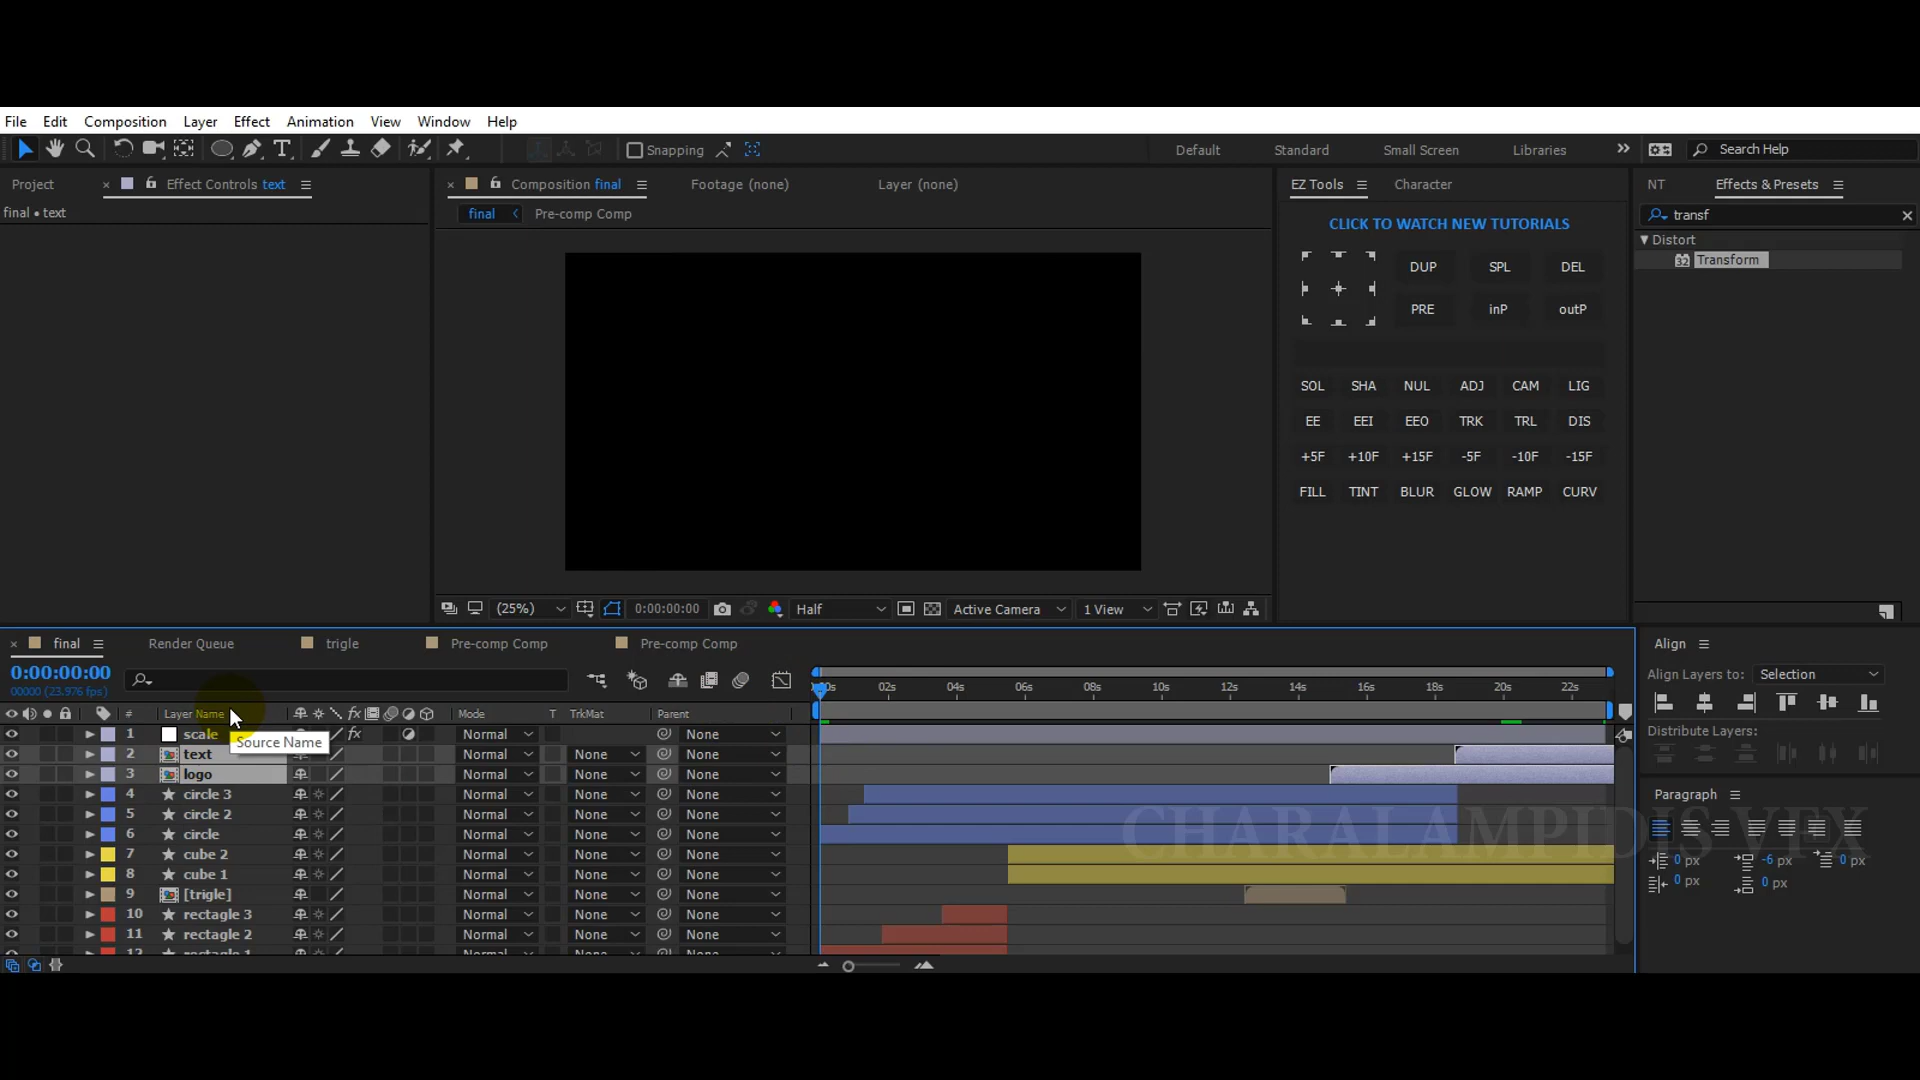 File Edit Composition Layer Effect Animation View Window Help
Snapping Default Standard Small Screen Libraries Search Help
Project Effect Controls text Composition final Footage (none) Layer (none) EZ Tools Character NT Effects & Presets
final • text
final Pre-comp Comp
transf
CLICK TO WATCH NEW TUTORIALS
Distort
Transform
DUP SPL DEL
PRE inP outP
SOL SHA NUL ADJ CAM LIG
EE EEI EEO TRK TRL DIS
+5F +10F +15F -5F -10F -15F
FILL TINT BLUR GLOW RAMP CURV
(25%) 0:00:00:00 Half Active Camera 1 View
final Render Queue trigle Pre-comp Comp Pre-comp Comp
Align
0:00:00:00
00000 (23.976 fps)
Align Layers to: Selection
02s 04s 06s 08s 10s 12s 14s 16s 18s 20s 22s
# Layer Name Mode T TrkMat Parent
Distribute Layers:
1 scale Normal None
Source Name
2 text Normal None None
3 logo Normal None None
4 circle 3 Normal None None
5 circle 2 Normal None None
6 circle Normal None None
7 cube 2 Normal None None
8 cube 1 Normal None None
9 [trigle] Normal None None
10 rectagle 3 Normal None None
11 rectagle 2 Normal None None
12 rectagle 1 Normal None None
Paragraph
CHARALAMPIDIS VFX
0 px -6 px 0 px
0 px 0 px